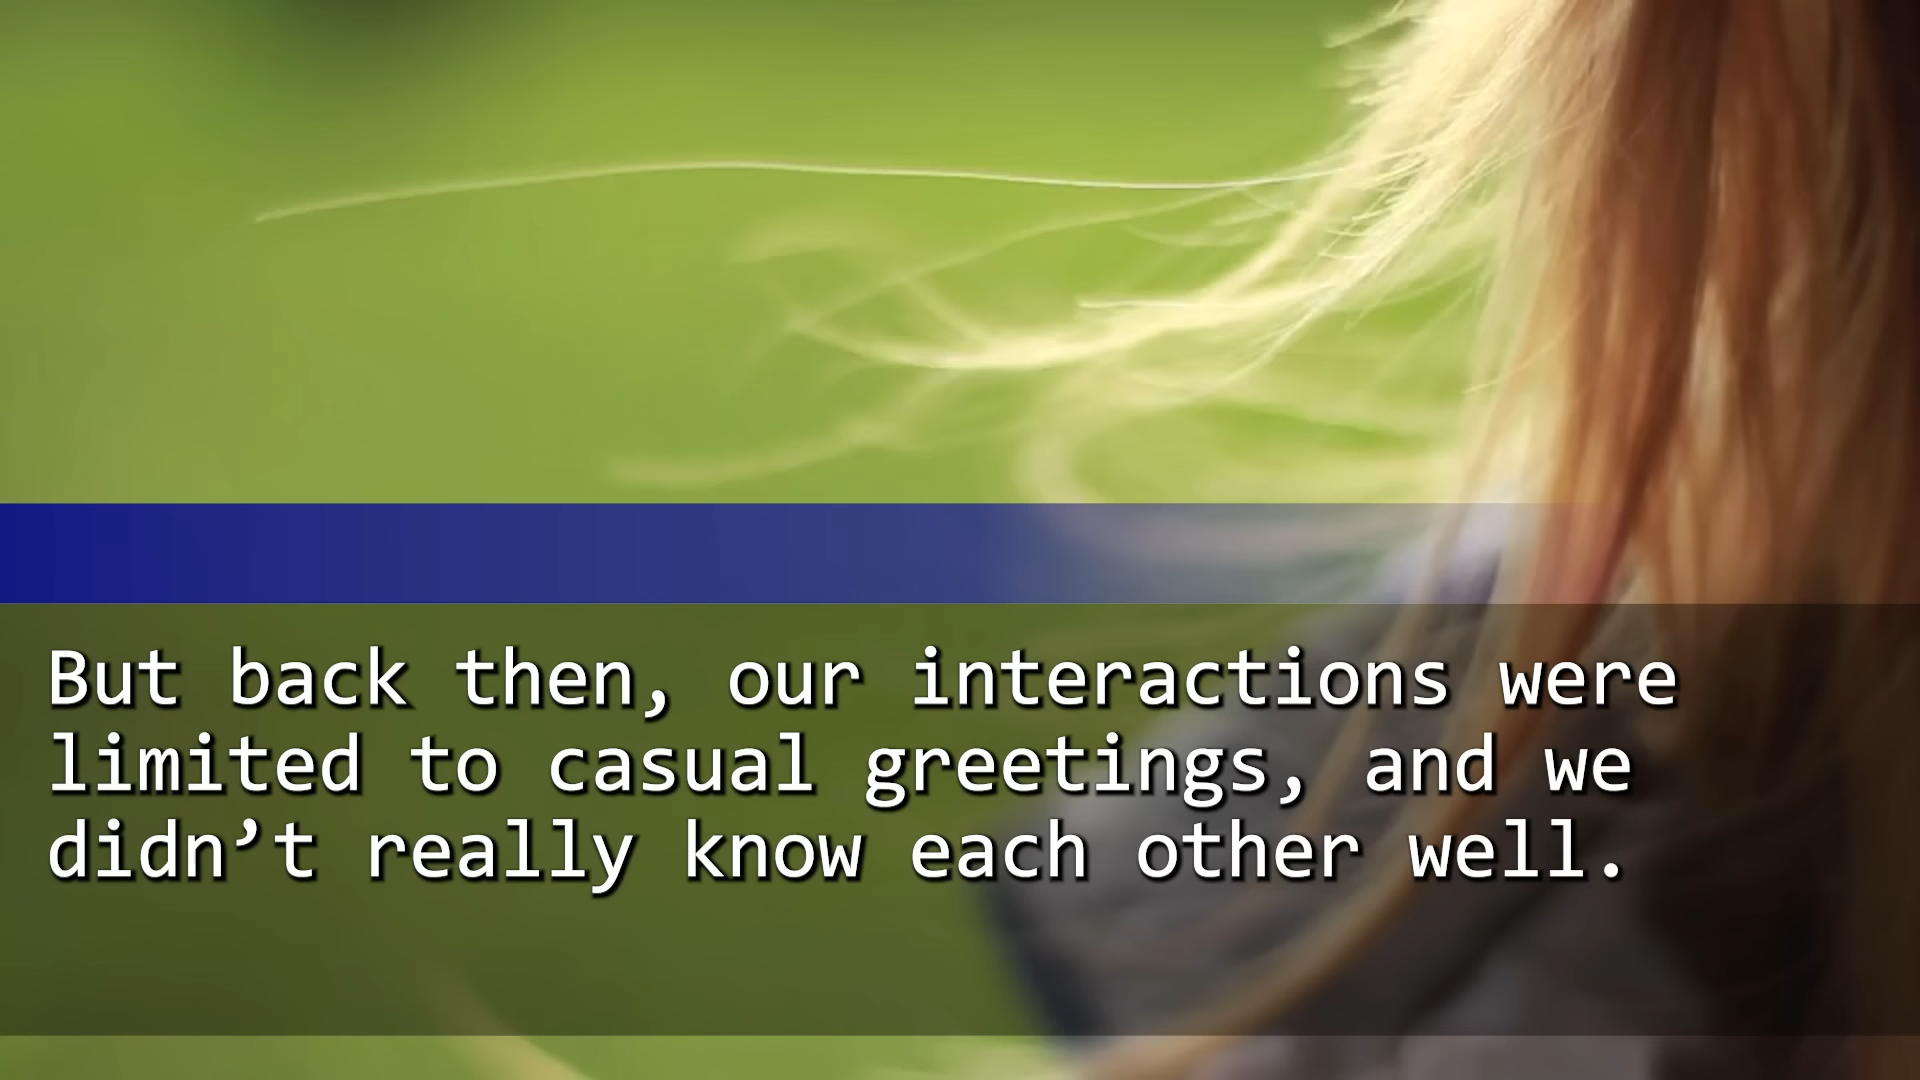 But back then, our interactions were
limited to casual greetings, and we
didn’t really know each other well.